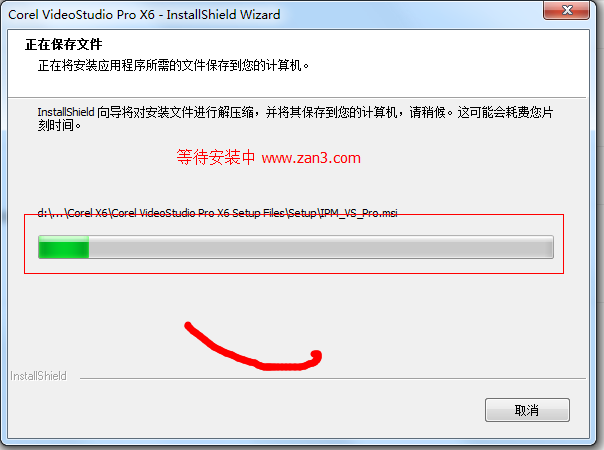 Corel VideoStudio Pro X6 - InstallShield Wizard
正在保存文件
正在将安装应用程序所需的文件保存到您的计算机。
InstallShield 向导将对安装文件进行解压缩，并将其保存到您的计算机，请稍候。这可能会耗费您片
刻时间。
等待安装中 www.zan3.com
d:\...\Corel X6\Corel VideoStudio Pro X6 Setup Files\Setup\IPM_VS_Pro.msi
InstallShield
取消